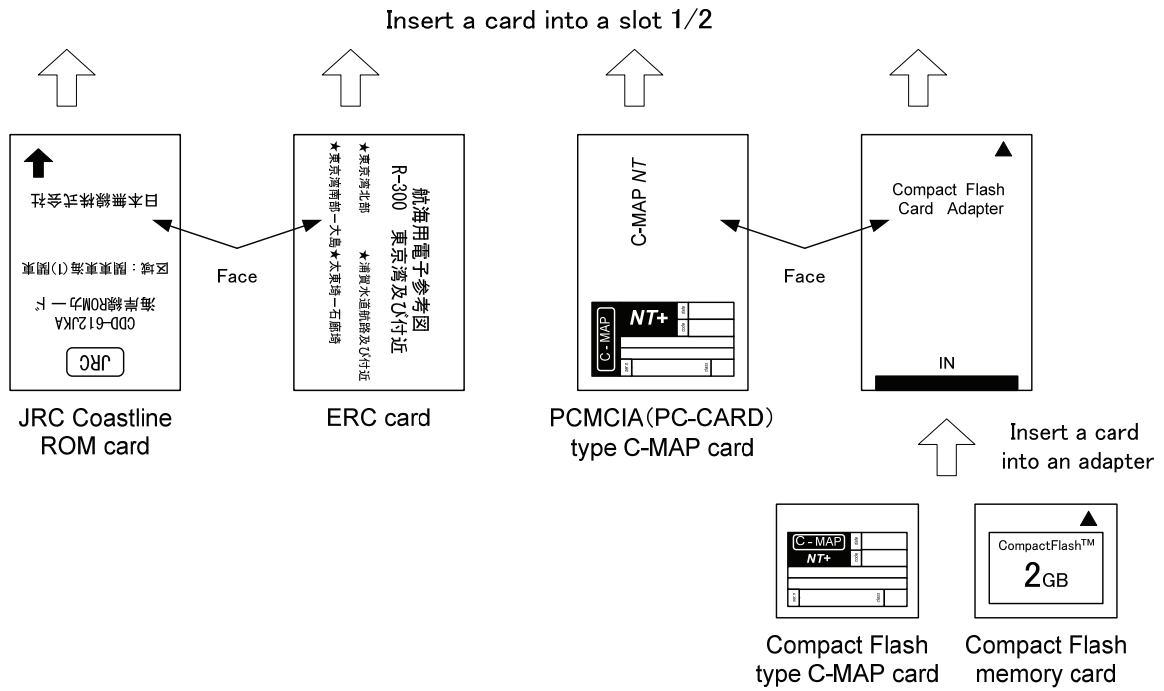 Insert a card into a slot 1/2
JRC
CDD-612JKA
海岸線ROMカード
区域：関東海(1)関東
日本無線株式会社
Face
航海用電子参考図
R-300 東京湾及び付近
★東京湾北部 ★浦賀水道航路及び付近
★東京湾南部ー大島★太東埼ー石廊埼
C-MAP NT
C-MAP
NT+
Face
Compact Flash
Card Adapter
IN
JRC Coastline
ROM card
ERC card
PCMCIA(PC-CARD)
type C-MAP card
Insert a card
into an adapter
C-MAP
NT+
CompactFlash™
2GB
Compact Flash
type C-MAP card
Compact Flash
memory card